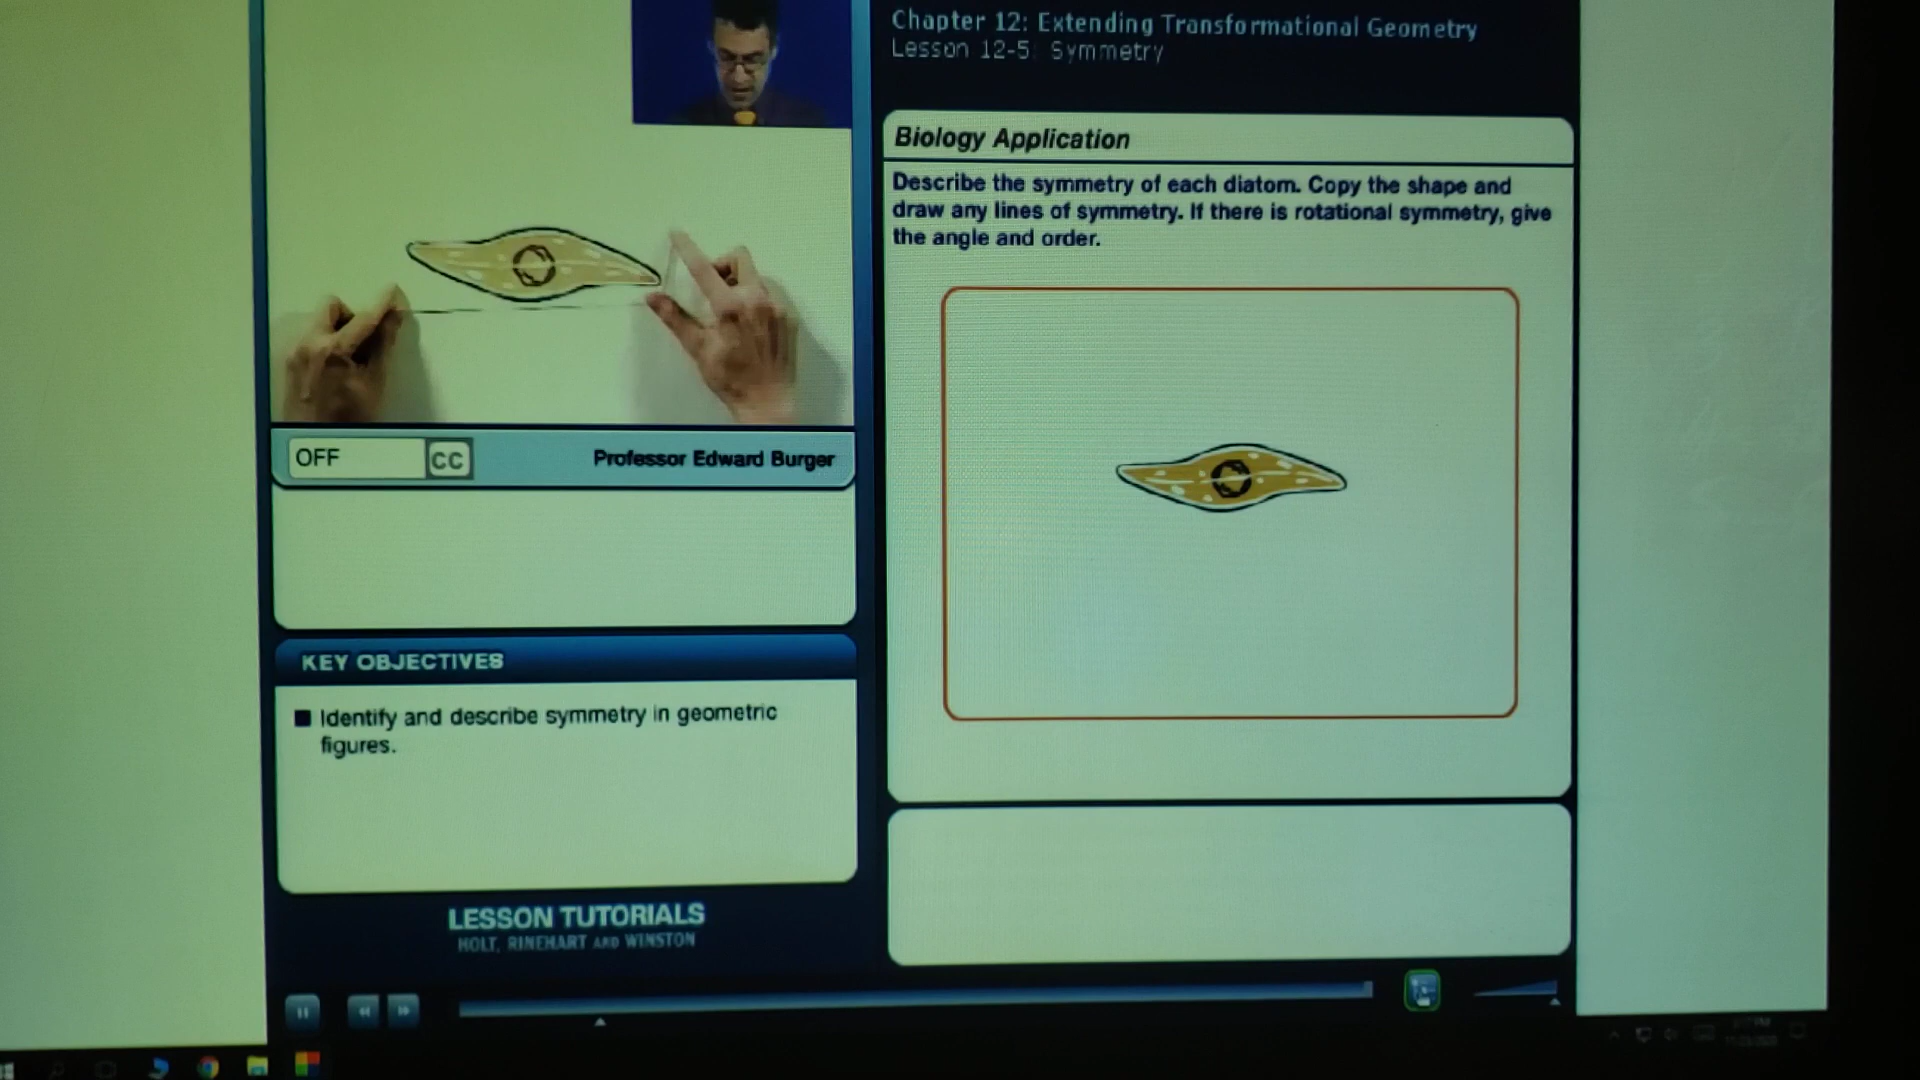 Chapter 12: Extending Transformational Geometry
Lesson 12-5: Symmetry
Biology Application
Describe the symmetry of each diatom. Copy the shape and
draw any lines of symmetry. If there is rotational symmetry, give
the angle and order.
OFF
CC
Professor Edward Burger
KEY OBJECTIVES
Identify and describe symmetry in geometric
figures.
LESSON TUTORIALS
HOLT, RINEHART AND WINSTON